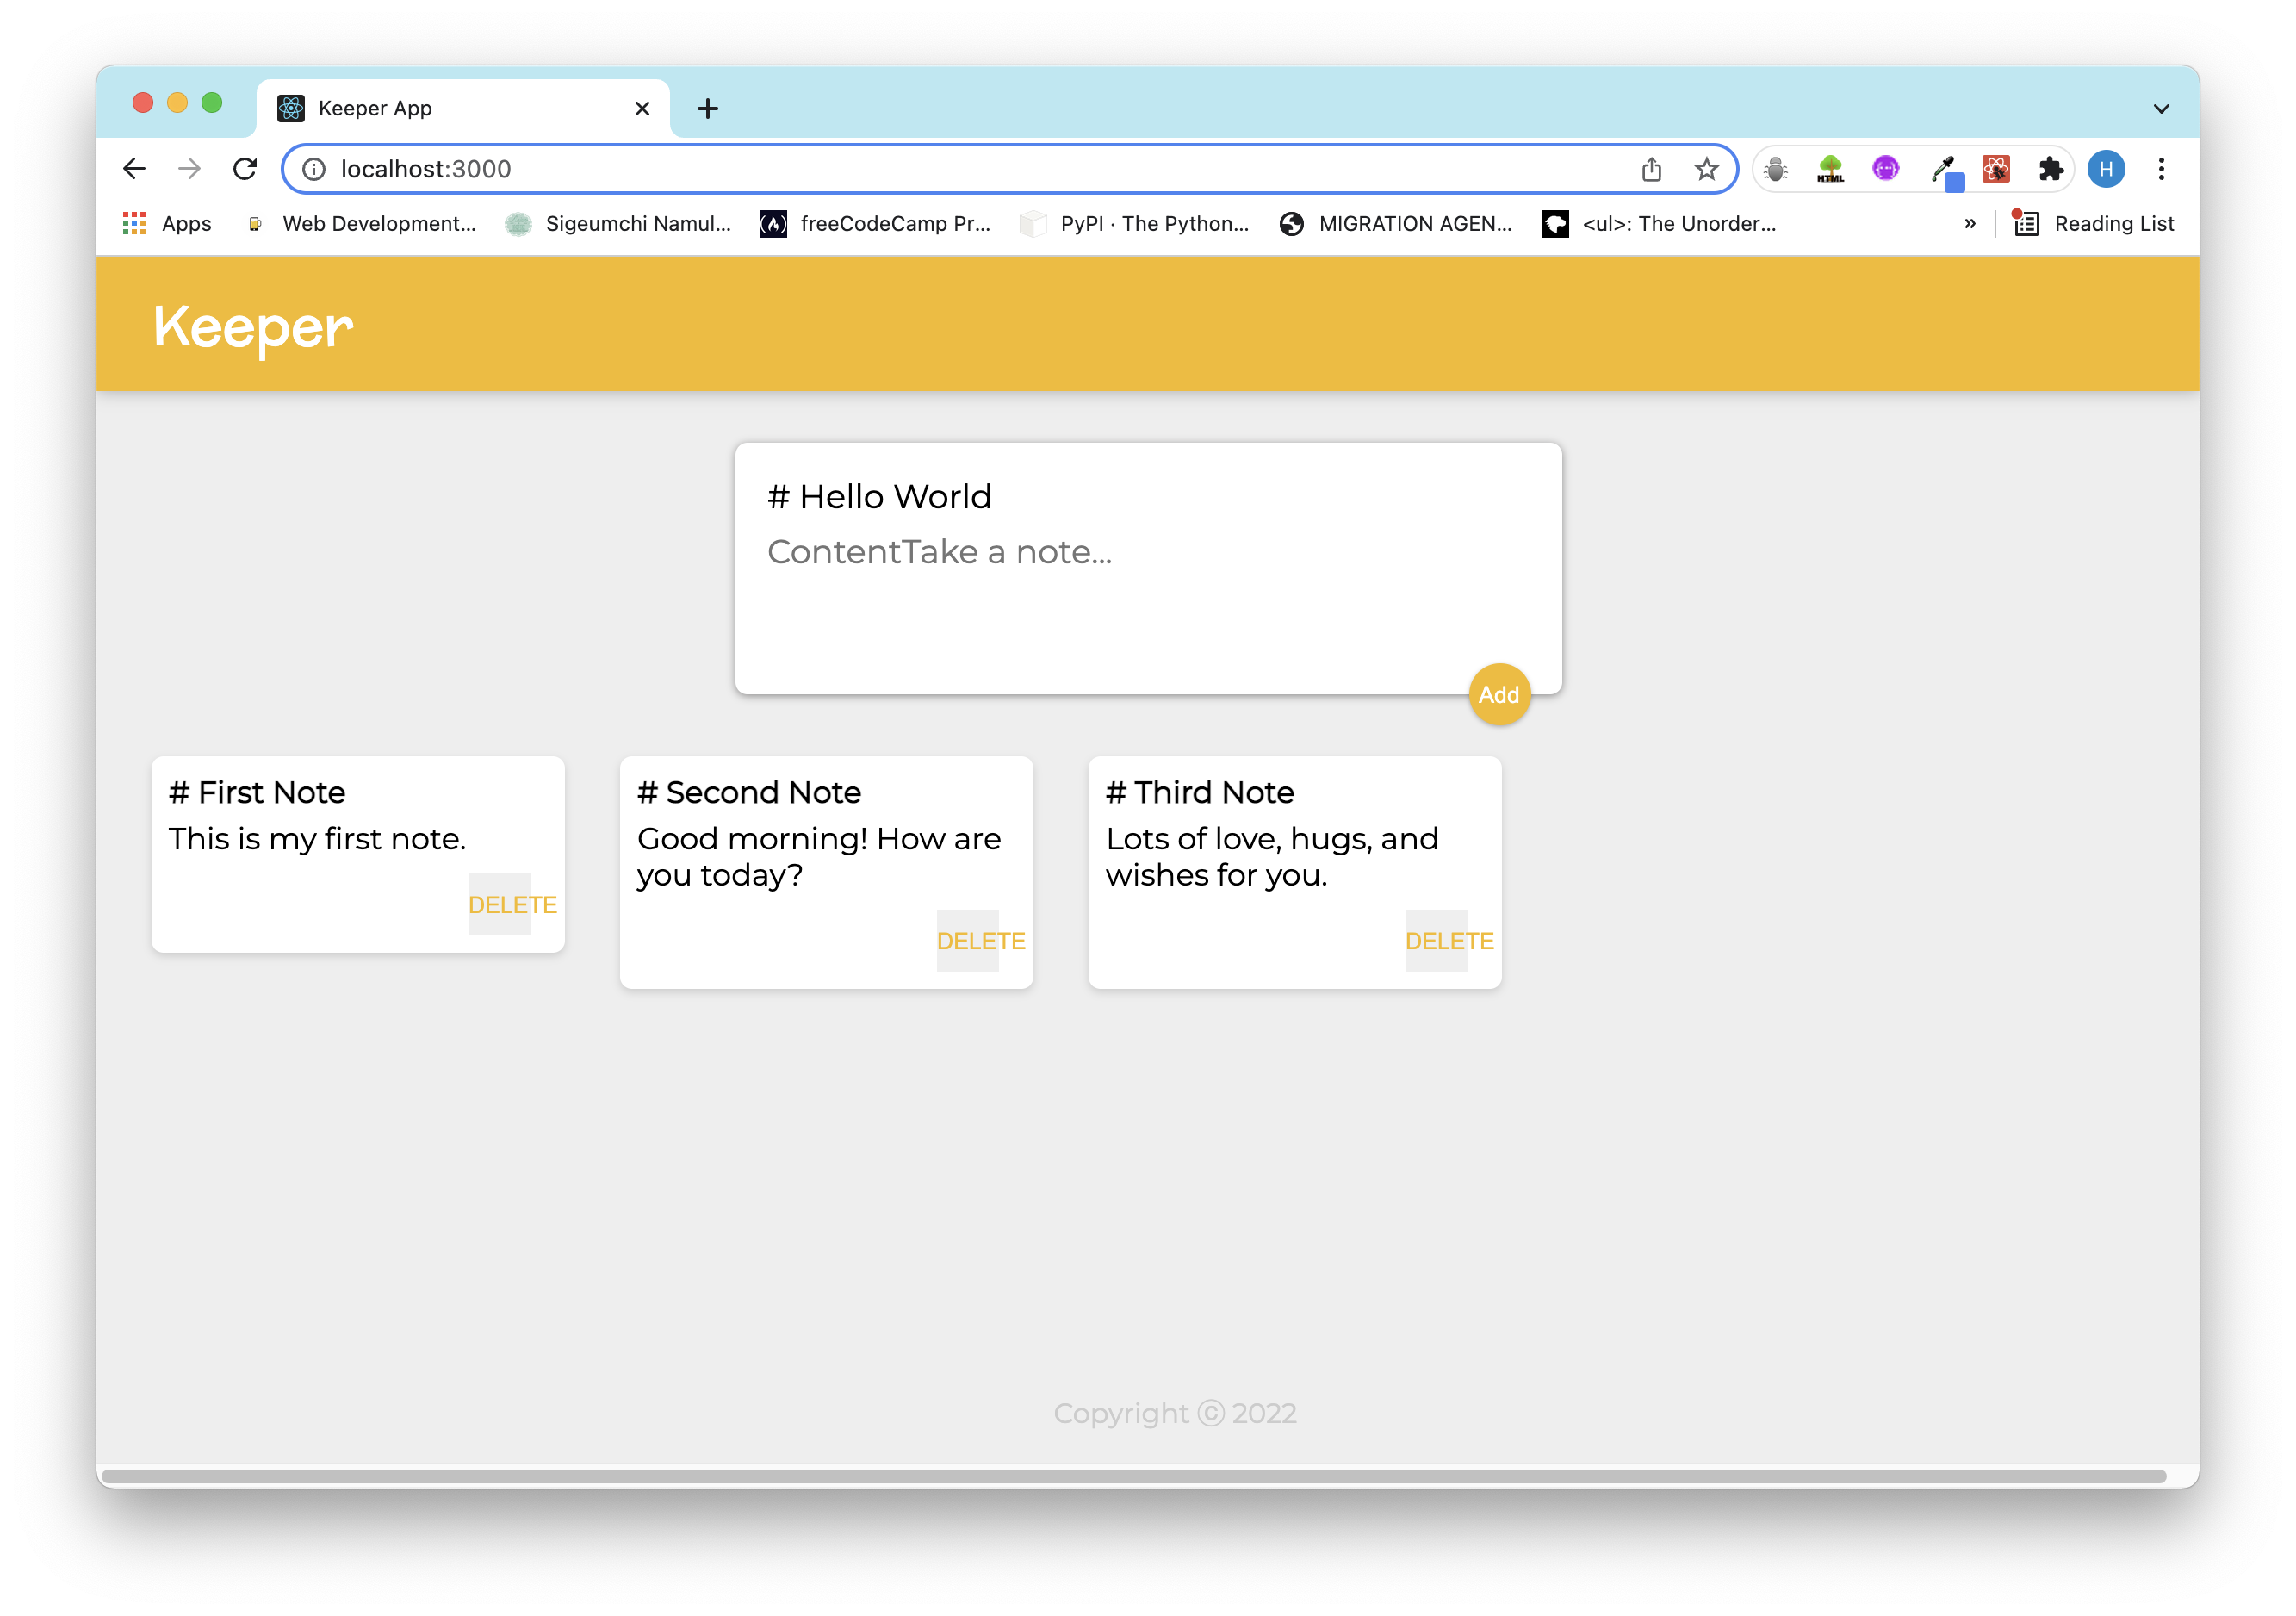 Keeper App
localhost:3000
H
Apps
Web Development...
Sigeumchi Namul...
freeCodeCamp Pr...
PyPI · The Python...
MIGRATION AGEN...
<ul>: The Unorder...
»
Reading List
HTML
Keeper
# Hello World
ContentTake a note...
Add
# First Note
This is my first note.
DELETE
# Second Note
Good morning! How are
you today?
DELETE
# Third Note
Lots of love, hugs, and
wishes for you.
DELETE
Copyright ⓒ 2022